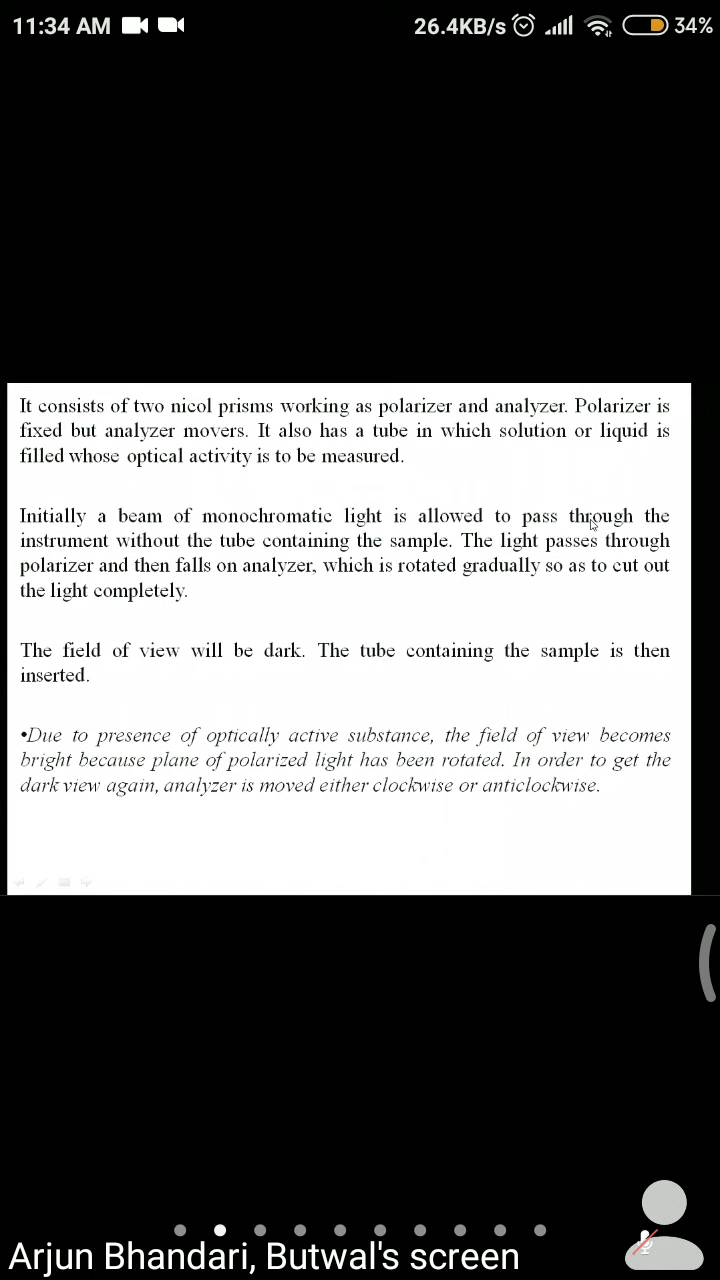 11:34 AM
26.4KB/s
34%
It consists of two nicol prisms working as polarizer and analyzer. Polarizer is
fixed but analyzer movers. It also has a tube in which solution or liquid is
filled whose optical activity is to be measured.
Initially a beam of monochromatic light is allowed to pass through the
instrument without the tube containing the sample. The light passes through
polarizer and then falls on analyzer, which is rotated gradually so as to cut out
the light completely.
The field of view will be dark. The tube containing the sample is then
inserted.
•Due to presence of optically active substance, the field of view becomes
bright because plane of polarized light has been rotated. In order to get the
dark view again, analyzer is moved either clockwise or anticlockwise.
Arjun Bhandari, Butwal's screen